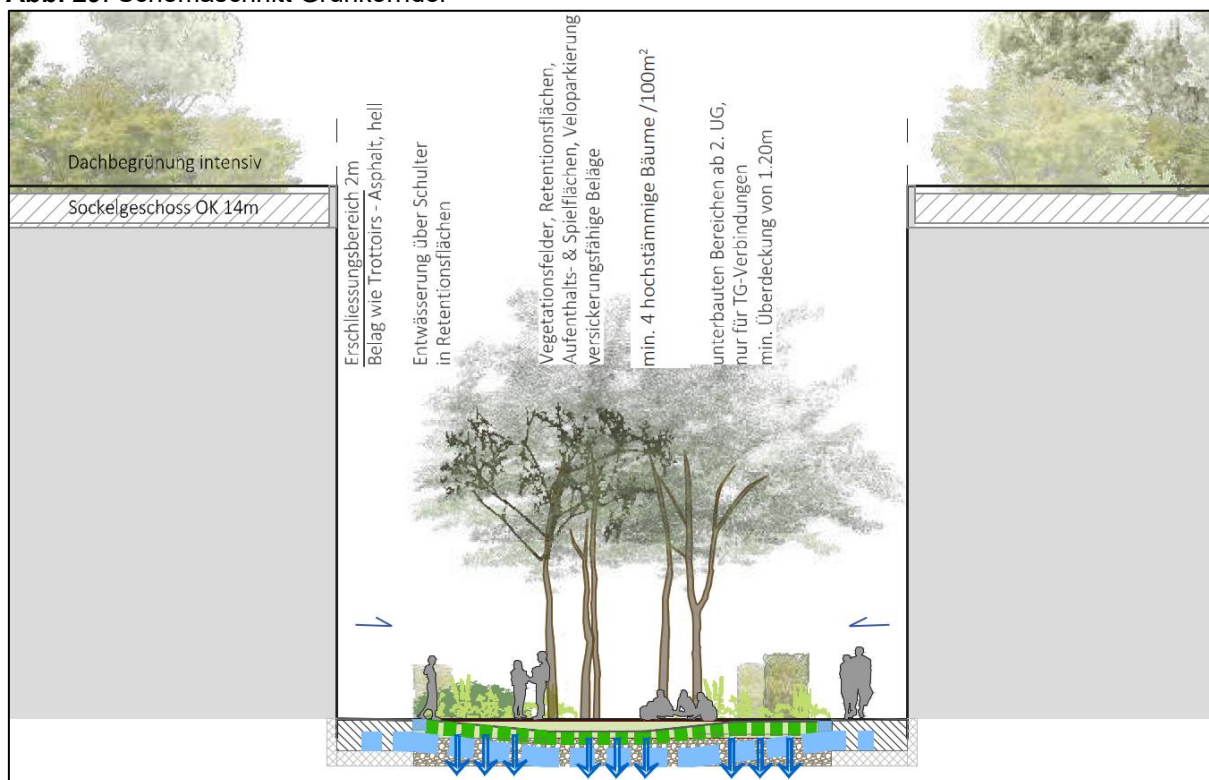 Dachbegrünung intensiv
Sockelgeschoss OK 14m
Erschliessungsbereich 2m
Belag wie Trottoirs - Asphalt, hell
Entwässerung über Schulter
in Retentionsflächen
Vegetationsfelder, Retentionsflächen,
Aufenthalts- & Spielflächen, Veloparkierung
versickerungsfähige Beläge
min. 4 hochstämmige Bäume /100m²
unterbauten Bereichen ab 2. UG,
nur für TG-Verbindungen
min. Überdeckung von 1.20m